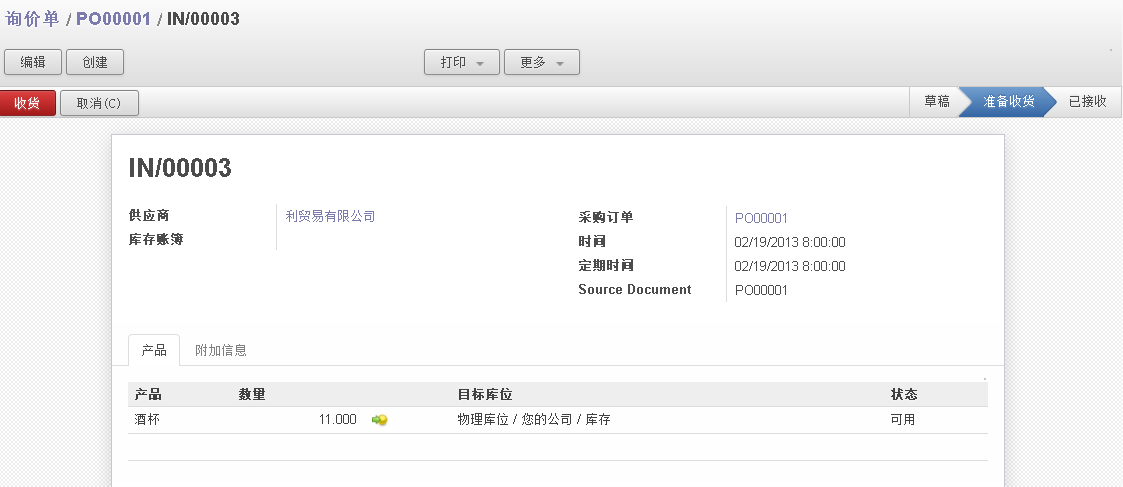 询价单 / PO00001 / IN/00003
编辑 创建 打印 更多
收货 取消(C) 草稿 准备收货 已接收
IN/00003
供应商 利贸易有限公司 采购订单 PO00001
库存账簿 时间 02/19/2013 8:00:00
定期时间 02/19/2013 8:00:00
Source Document PO00001
产品 附加信息
产品 数量 目标库位 状态
酒杯 11.000 物理库位 / 您的公司 / 库存 可用